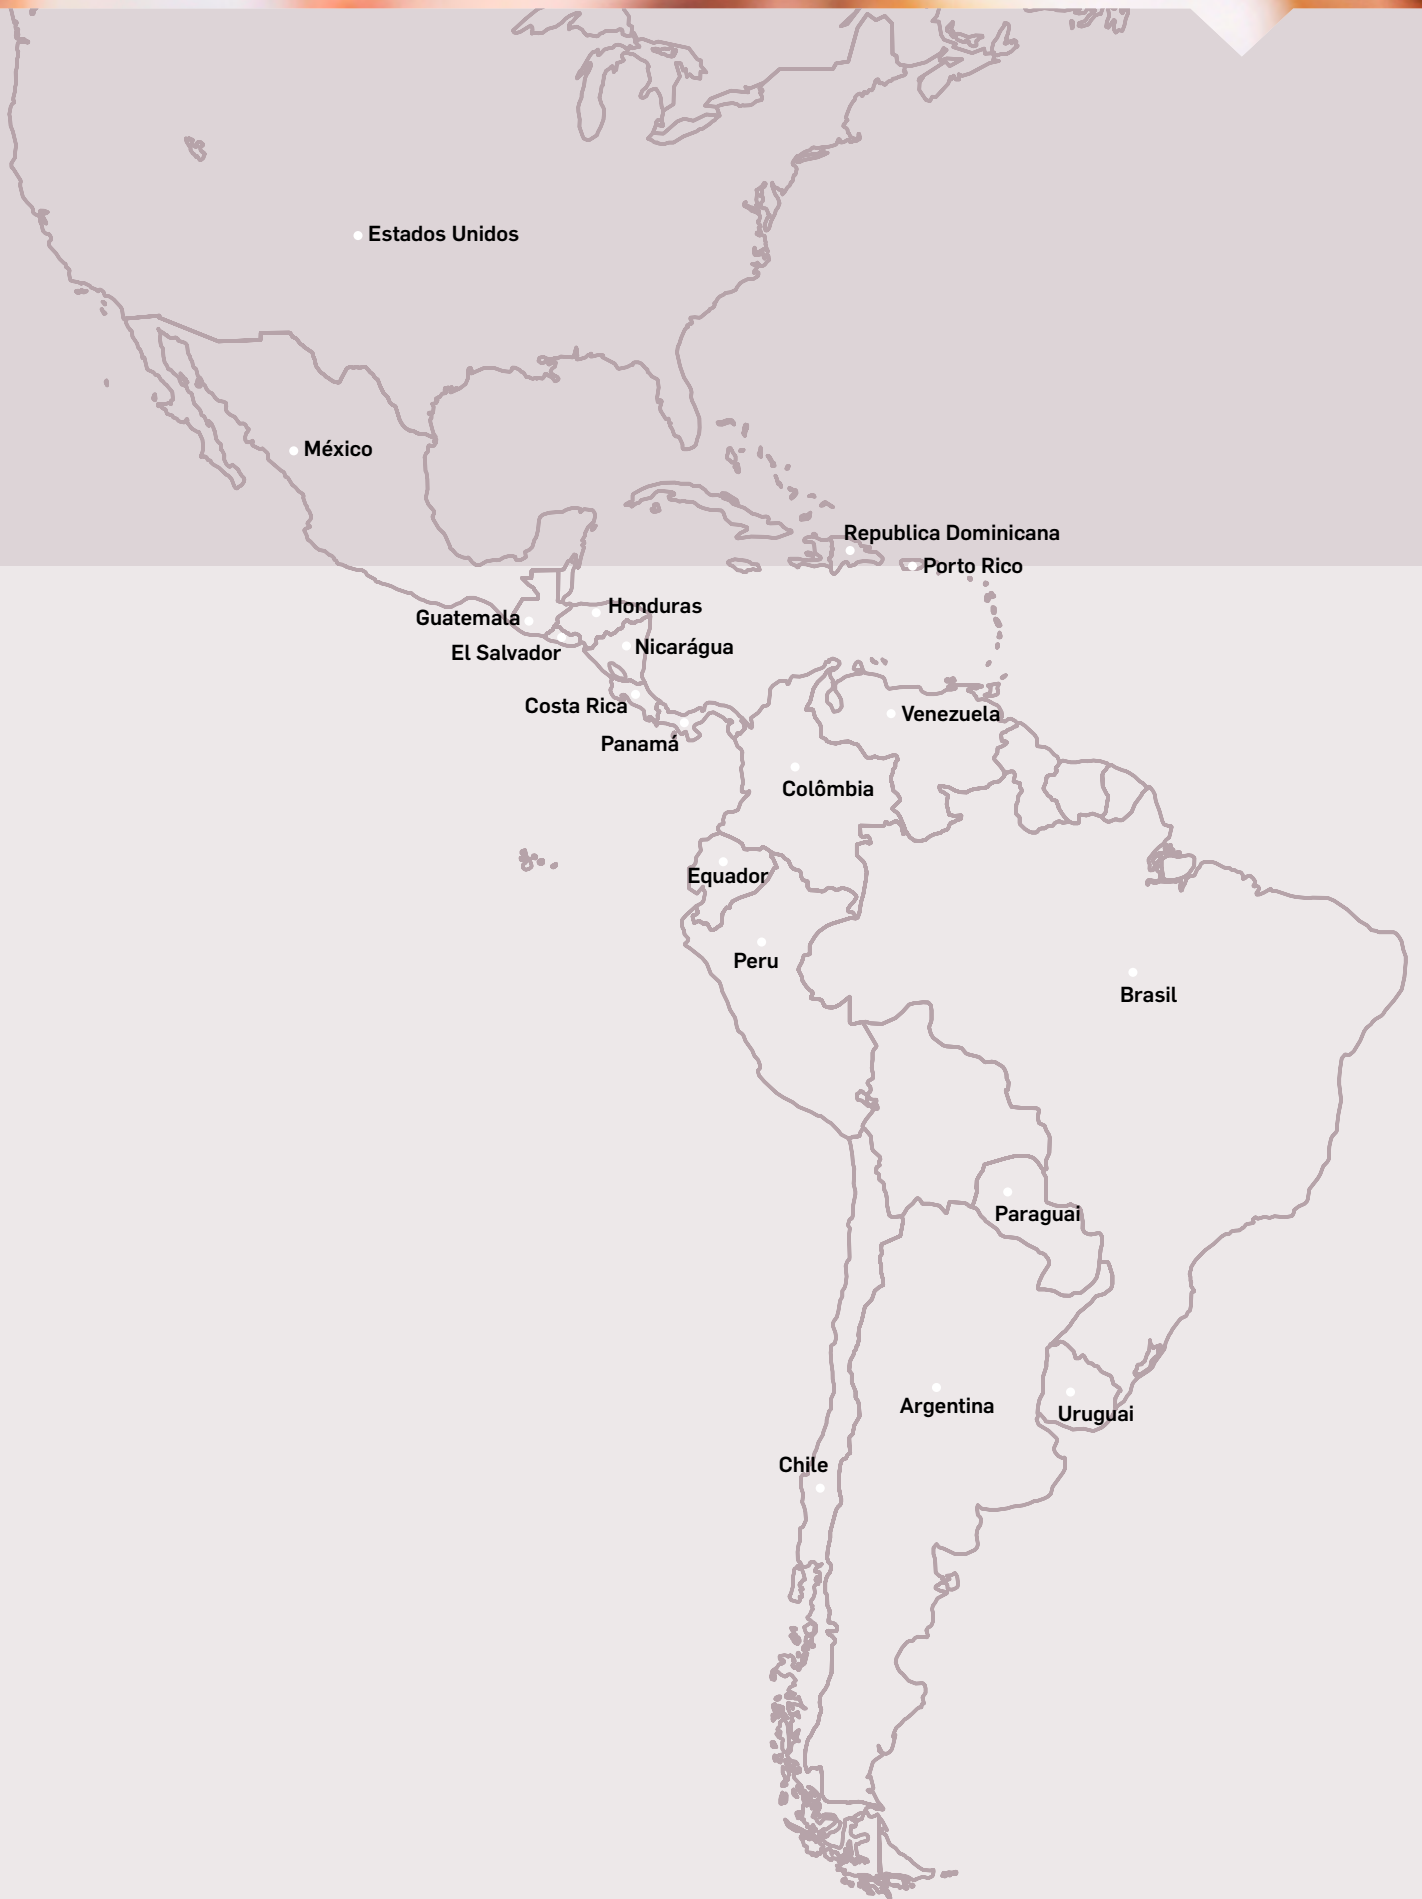 Estados Unidos
México
Republica Dominicana
Porto Rico
Honduras
Guatemala
Nicarágua
El Salvador
Costa Rica
Venezuela
Panamá
Colômbia
Equador
Peru
Brasil
Paraguai
Argentina
Uruguai
Chile